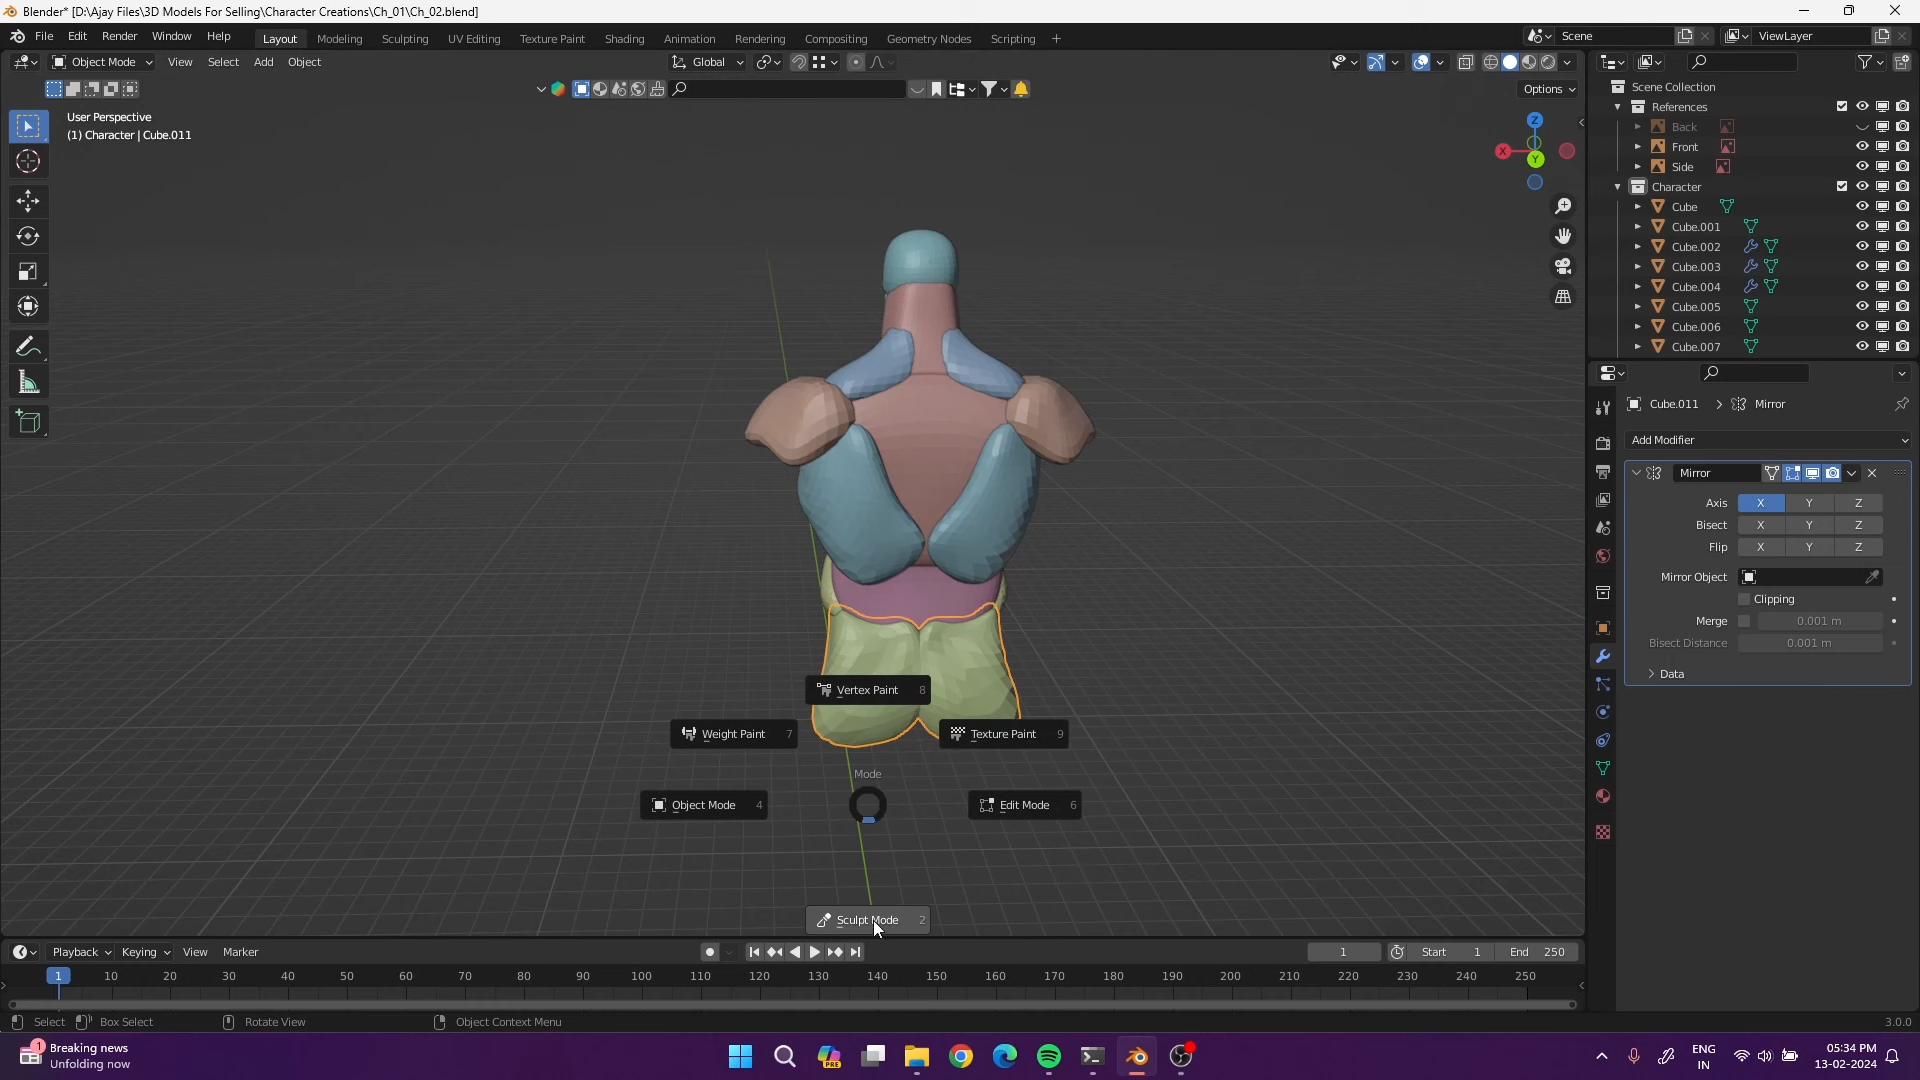 Blender* [D:\Ajay Files\3D Models For Selling\Character Creations\Ch_01\Ch_02.blend]
File Edit Render Window Help Layout Modeling Sculpting UV Editing Texture Paint Shading Animation Rendering Compositing Geometry Nodes Scripting + Scene ViewLayer
Object Mode View Select Add Object Global
Options
User Perspective
(1) Character | Cube.011
Z
X
Y
Scene Collection
References
Back
Front
Side
Character
Cube
Cube.001
Cube.002
Cube.003
Cube.004
Cube.005
Cube.006
Cube.007
Cube.011 > Mirror
Add Modifier
Mirror
Axis X Y Z
Bisect X Y Z
Flip X Y Z
Mirror Object
Clipping
Merge 0.001 m
Bisect Distance 0.001 m
> Data
Vertex Paint 8
Weight Paint 7
Texture Paint 9
Mode
Object Mode 4
Edit Mode 6
Sculpt Mode 2
Playback Keying View Marker 1 Start 1 End 250
1 10 20 30 40 50 60 70 80 90 100 110 120 130 140 150 160 170 180 190 200 210 220 230 240 250
Select Box Select Rotate View Object Context Menu 3.0.0
1 Breaking news
Unfolding now
PRE
ENG
IN
05:34 PM
13-02-2024